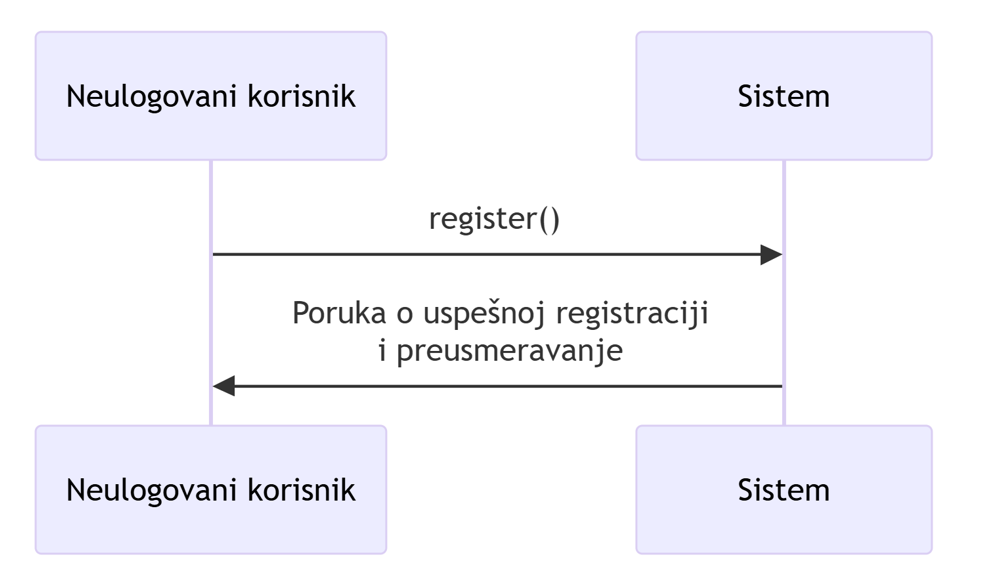 Neulogovani korisnik
Sistem
register()
Poruka o uspešnoj registraciji
i preusmeravanje
Neulogovani korisnik
Sistem